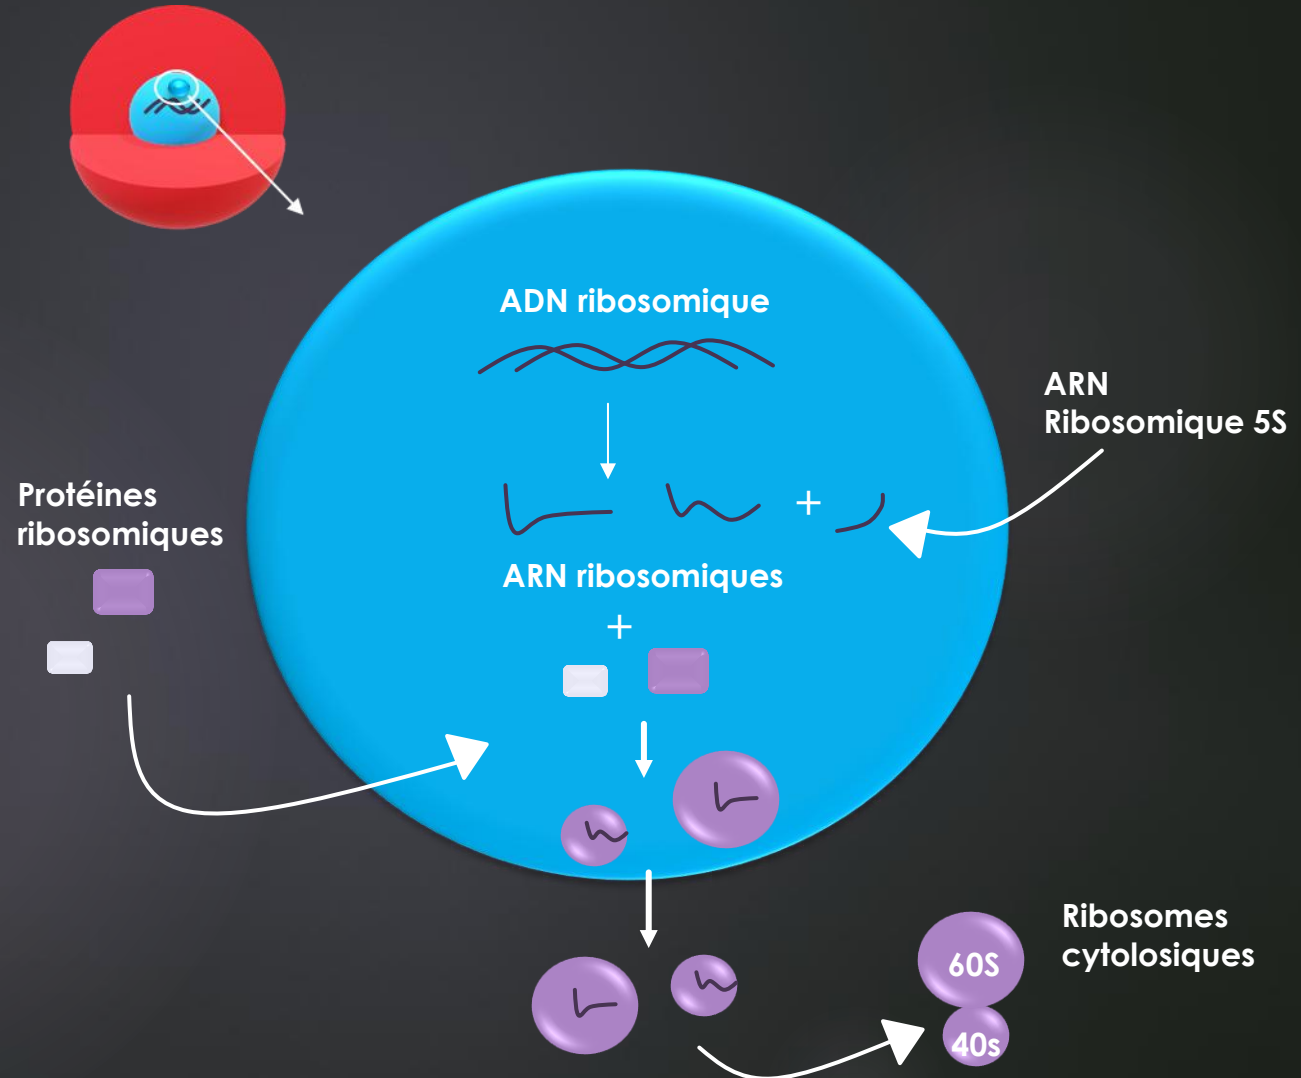 ADN ribosomique
ARN
Ribosomique 5S
Protéines
ribosomiques
+
ARN ribosomiques
+
Ribosomes
cytolosiques
60S
40s